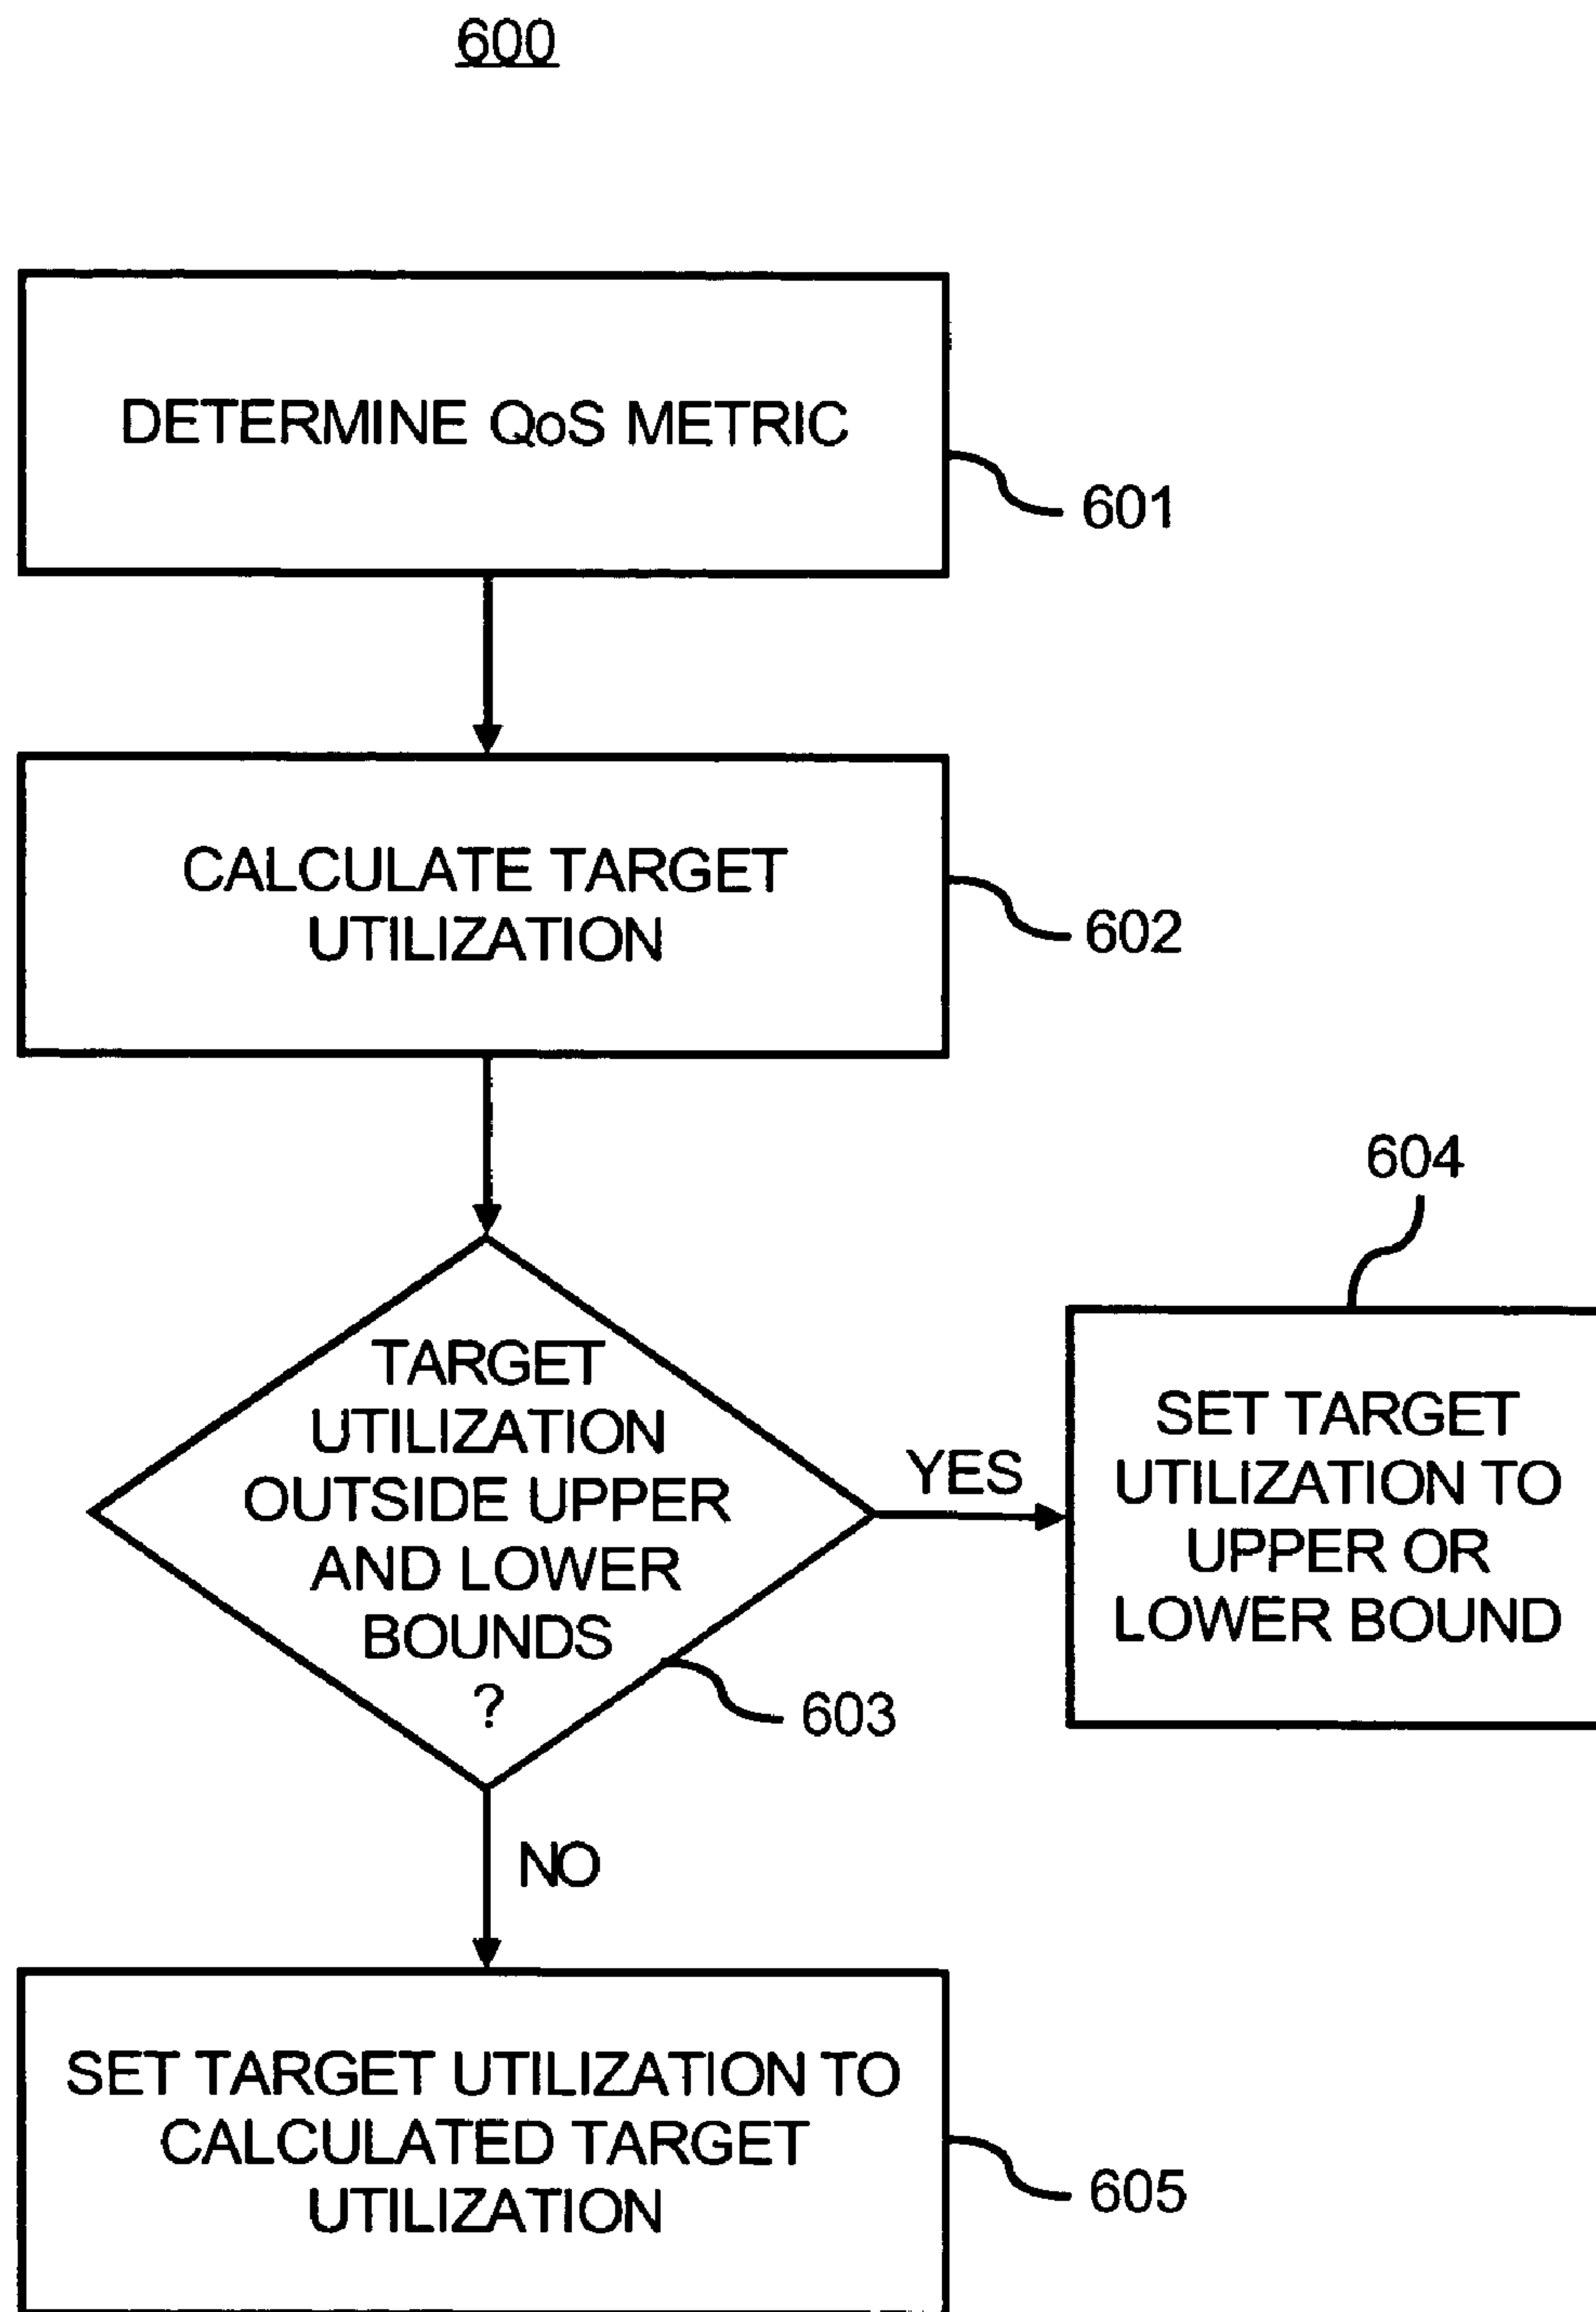 600
DETERMINE QoS METRIC
601
CALCULATE TARGET
UTILIZATION
602
604
TARGET
UTILIZATION
OUTSIDE UPPER
AND LOWER
BOUNDS
?
603
YES
SET TARGET
UTILIZATION TO
UPPER OR
LOWER BOUND
NO
SET TARGET UTILIZATION TO
CALCULATED TARGET
UTILIZATION
605